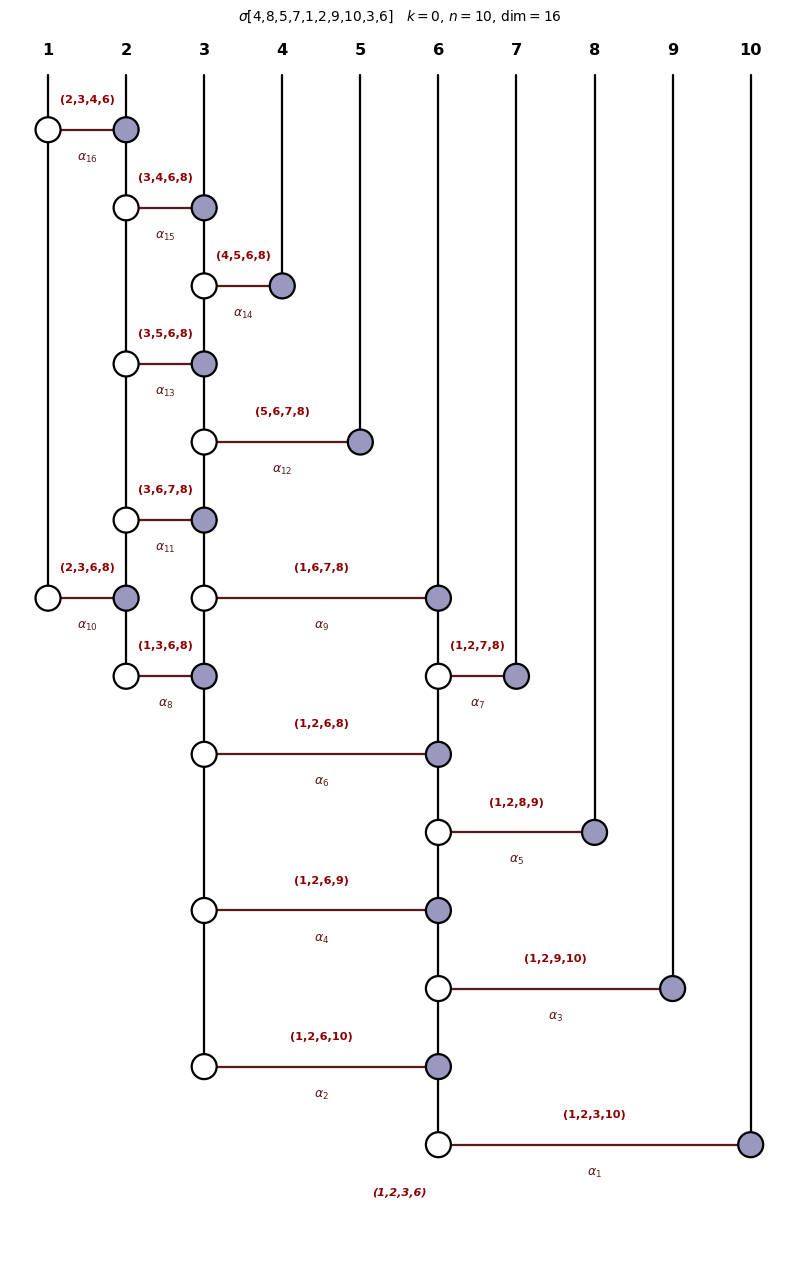 σ[4,8,5,7,1,2,9,10,3,6]   k = 0, n = 10, dim = 16
1 2 3 4 5 6 7 8 9 10
(2,3,4,6)
α₁₆
(3,4,6,8)
α₁₅
(4,5,6,8)
α₁₄
(3,5,6,8)
α₁₃
(5,6,7,8)
α₁₂
(3,6,7,8)
α₁₁
(2,3,6,8) (1,6,7,8)
α₁₀ α₉
(1,3,6,8) (1,2,7,8)
α₈ α₇
(1,2,6,8)
α₆
(1,2,8,9)
α₅
(1,2,6,9)
α₄
(1,2,9,10)
α₃
(1,2,6,10)
α₂
(1,2,3,10)
α₁
(1,2,3,6)